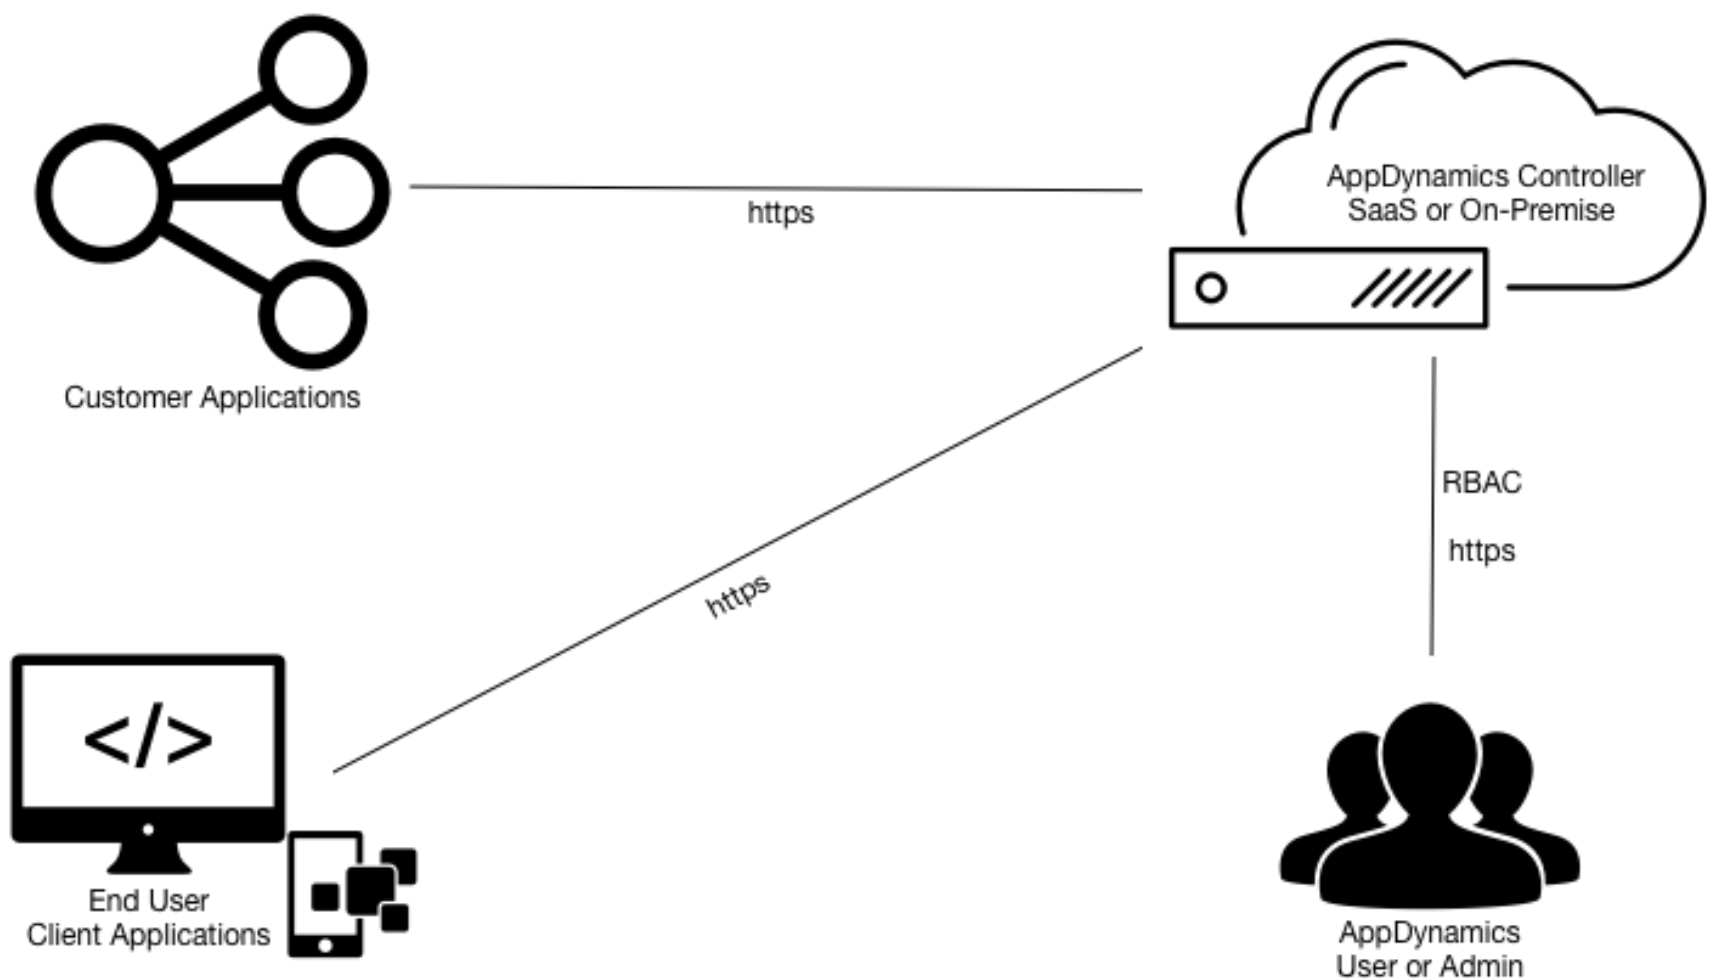 AppDynamics Controller
SaaS or On-Premise
https
Customer Applications
RBAC
https
https
</>
End User
Client Applications
AppDynamics
User or Admin